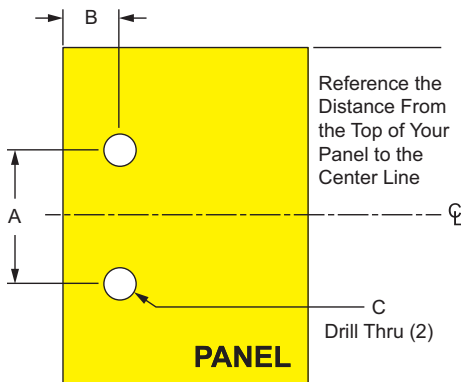 B
Reference the
Distance From
the Top of Your
Panel to the
Center Line
A
℄
C
Drill Thru (2)
PANEL